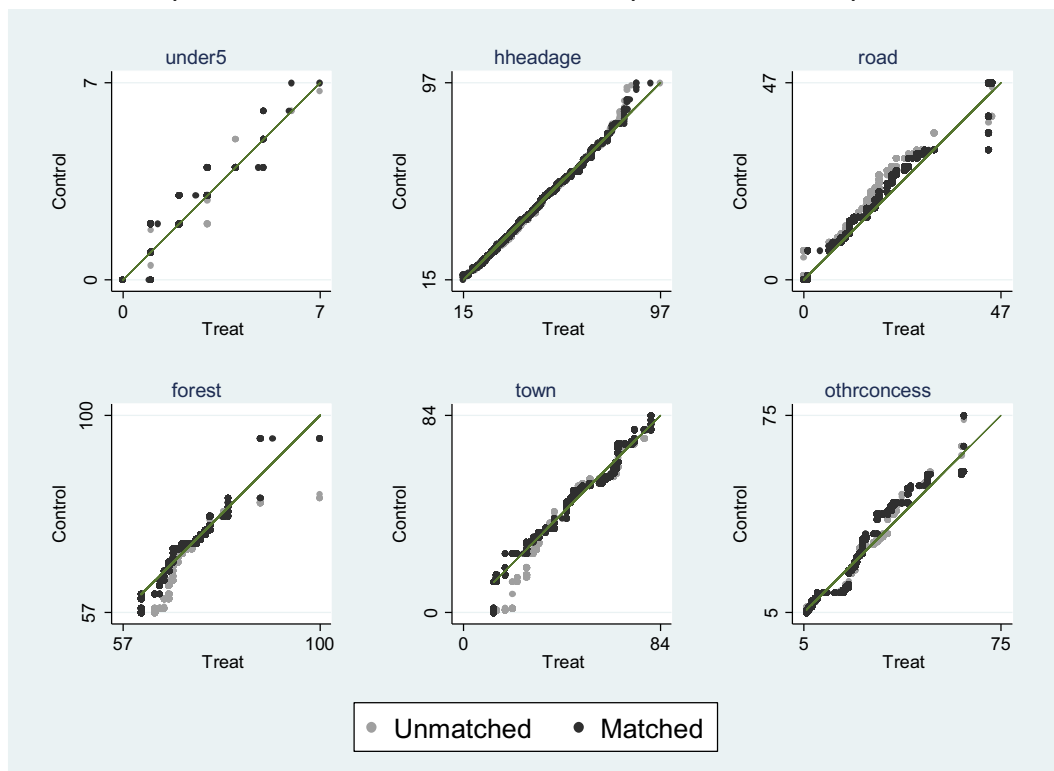 under5
hheadage
road
7
0
Control
0
7
Treat
97
15
Control
15
97
Treat
47
0
Control
0
47
Treat
forest
town
othrconcess
100
57
Control
57
100
Treat
84
0
Control
0
84
Treat
75
5
Control
5
75
Treat
Unmatched Matched